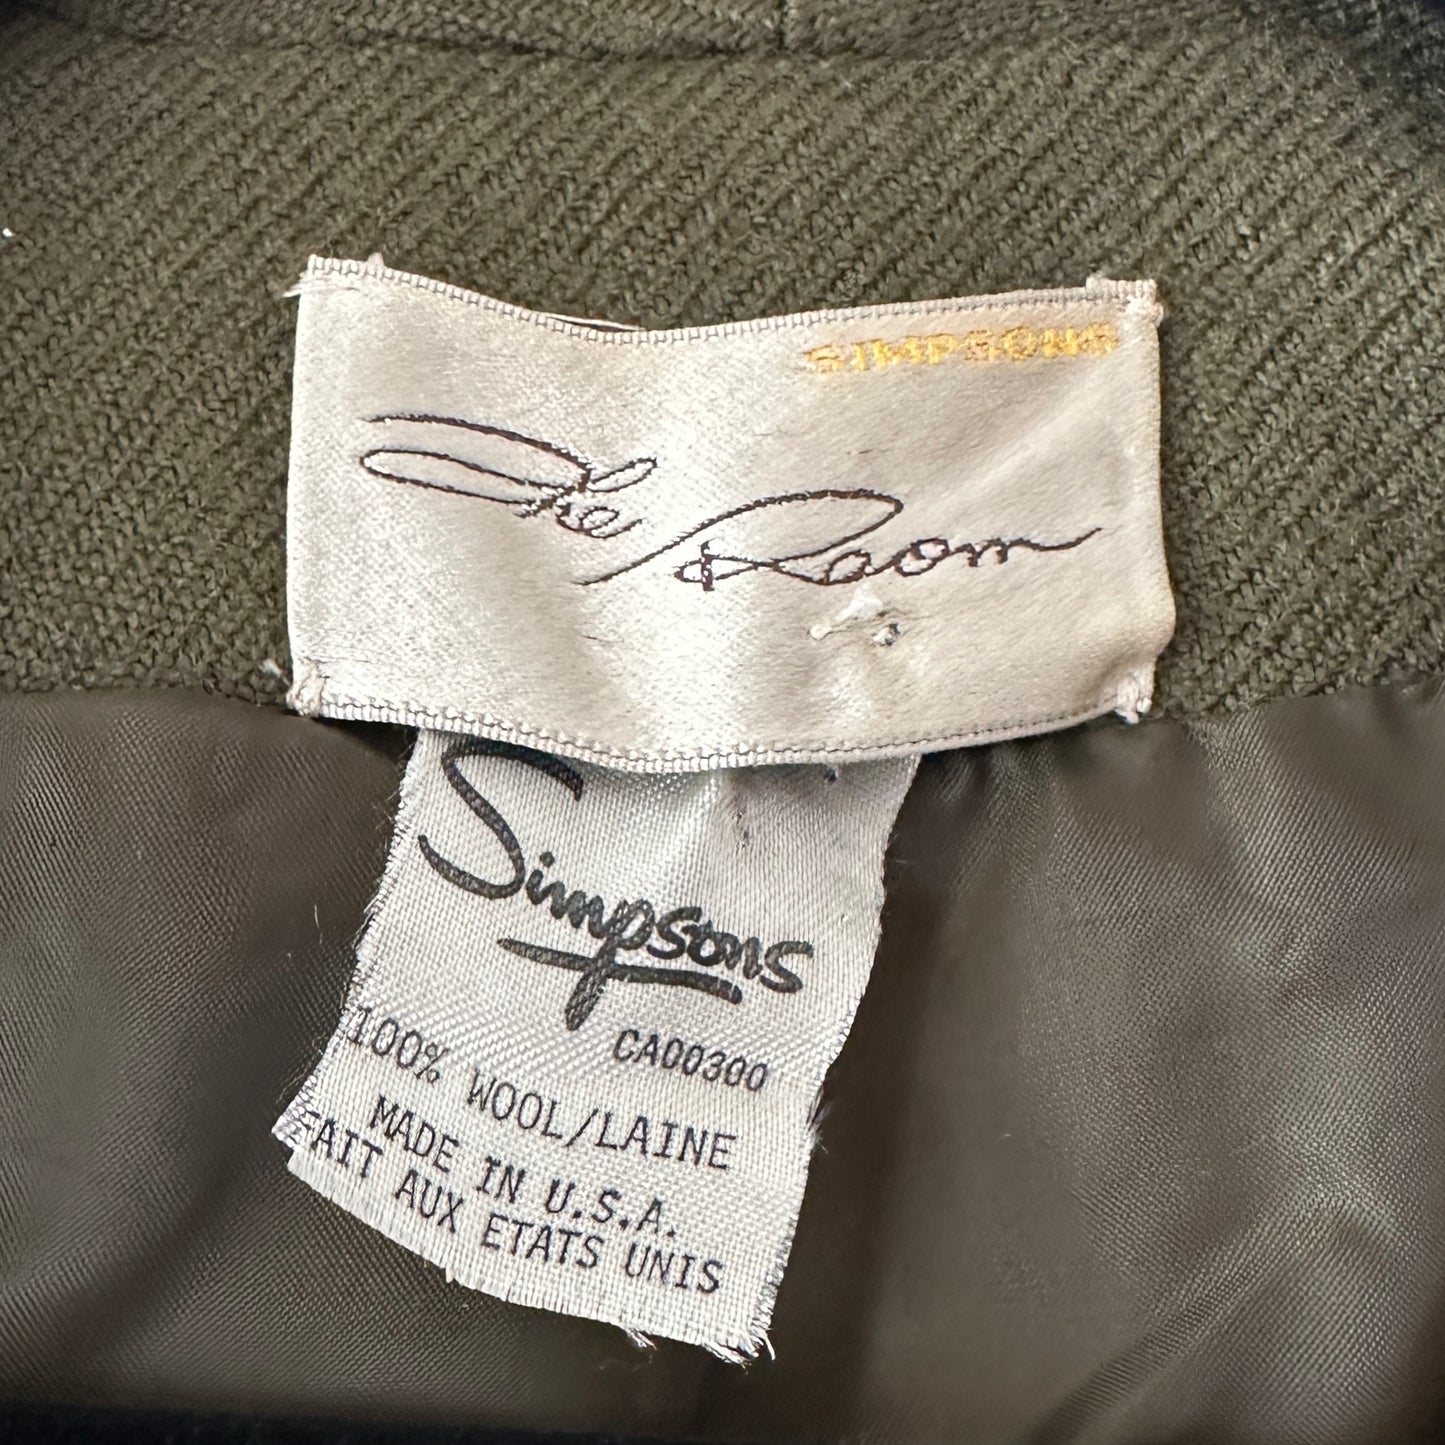 SIMPSONS
The Room
Simpsons
CA00300
100% WOOL/LAINE
MADE IN U.S.A.
FAIT AUX ETATS UNIS